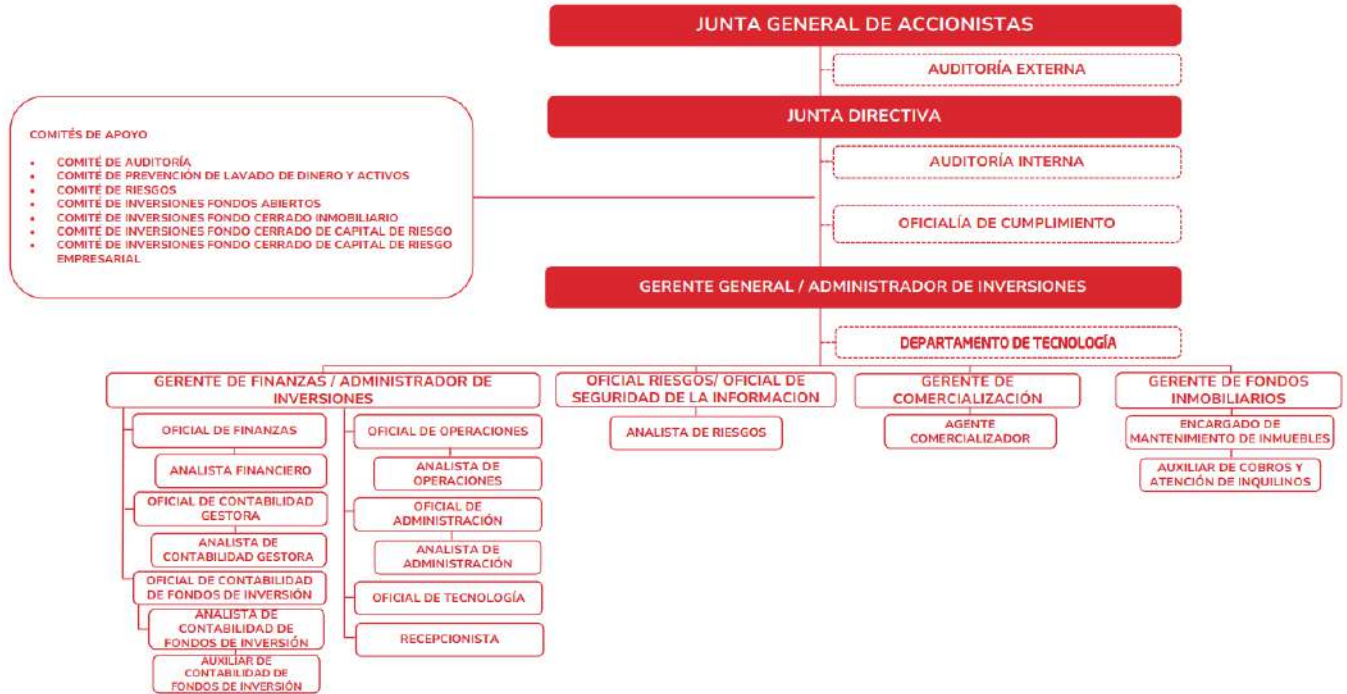 JUNTA GENERAL DE ACCIONISTAS
AUDITORÍA EXTERNA
JUNTA DIRECTIVA
COMITÉS DE APOYO
• COMITÉ DE AUDITORÍA
• COMITÉ DE PREVENCIÓN DE LAVADO DE DINERO Y ACTIVOS
• COMITÉ DE RIESGOS
• COMITÉ DE INVERSIONES FONDOS ABIERTOS
• COMITÉ DE INVERSIONES FONDO CERRADO INMOBILIARIO
• COMITÉ DE INVERSIONES FONDO CERRADO DE CAPITAL DE RIESGO
• COMITÉ DE INVERSIONES FONDO CERRADO DE CAPITAL DE RIESGO
EMPRESARIAL
AUDITORÍA INTERNA
OFICIALÍA DE CUMPLIMIENTO
GERENTE GENERAL / ADMINISTRADOR DE INVERSIONES
DEPARTAMENTO DE TECNOLOGÍA
GERENTE DE FINANZAS / ADMINISTRADOR DE
INVERSIONES
OFICIAL DE FINANZAS
ANALISTA FINANCIERO
OFICIAL DE CONTABILIDAD
GESTORA
ANALISTA DE
CONTABILIDAD GESTORA
OFICIAL DE CONTABILIDAD
DE FONDOS DE INVERSIÓN
ANALISTA DE
CONTABILIDAD DE
FONDOS DE INVERSIÓN
AUXILIAR DE
CONTABILIDAD DE
FONDOS DE INVERSIÓN
OFICIAL DE OPERACIONES
ANALISTA DE
OPERACIONES
OFICIAL DE
ADMINISTRACIÓN
ANALISTA DE
ADMINISTRACIÓN
OFICIAL DE TECNOLOGÍA
RECEPCIONISTA
OFICIAL RIESGOS/ OFICIAL DE
SEGURIDAD DE LA INFORMACION
ANALISTA DE RIESGOS
GERENTE DE
COMERCIALIZACIÓN
AGENTE
COMERCIALIZADOR
GERENTE DE FONDOS
INMOBILIARIOS
ENCARGADO DE
MANTENIMIENTO DE INMUEBLES
AUXILIAR DE COBROS Y
ATENCIÓN DE INQUILINOS